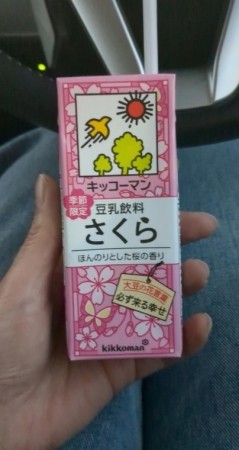 キッコーマン
季節
限定
豆乳飲料
さくら
ほんのりとした桜の香り
大豆の花言葉
必ず来る幸せ
kikkoman®